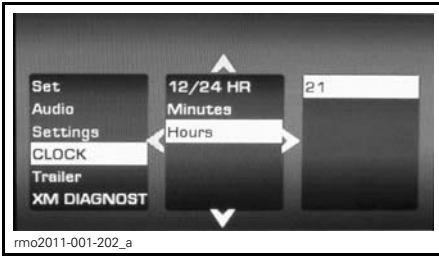 Set
Audio
Settings
CLOCK
Trailer
XM DIAGNOST
12/24 HR
Minutes
Hours
21
rmo2011-001-202_a